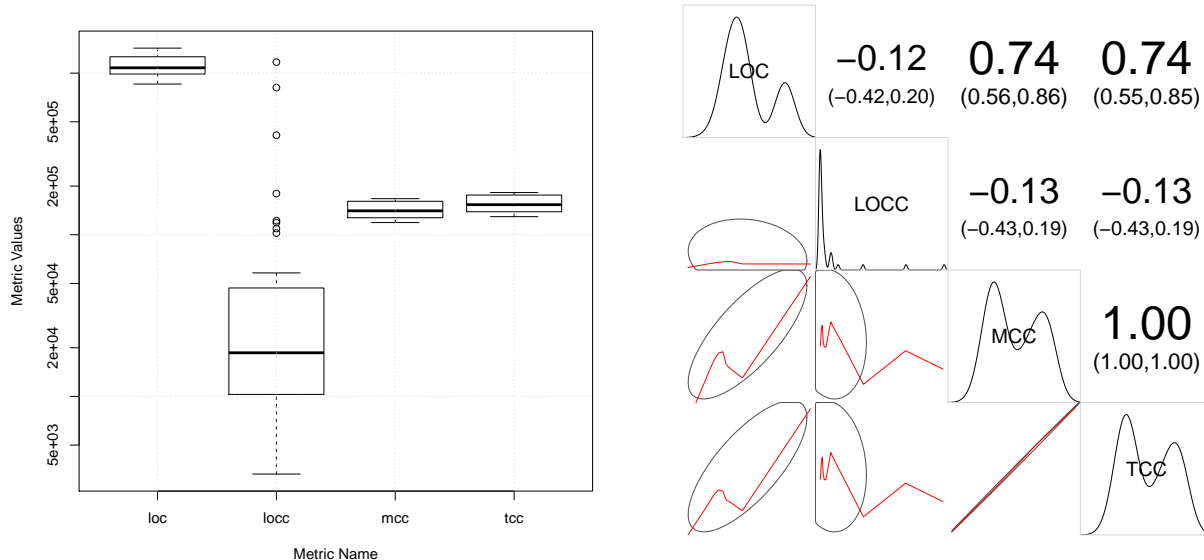 Metric Values
5e+05
2e+05
5e+04
2e+04
5e+03
loc
locc
mcc
tcc
Metric Name
LOC
−0.12
(−0.42,0.20)
0.74
(0.56,0.86)
0.74
(0.55,0.85)
LOCC
−0.13
(−0.43,0.19)
−0.13
(−0.43,0.19)
MCC
1.00
(1.00,1.00)
TCC